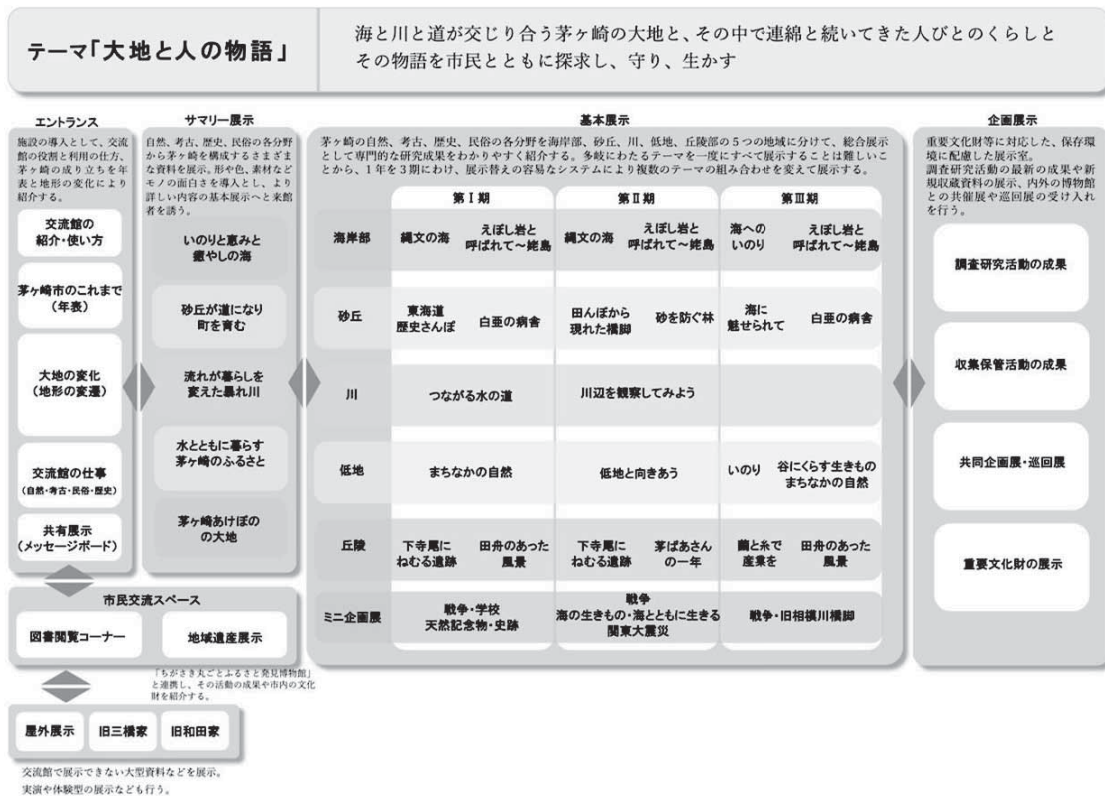 テーマ「大地と人の物語」
海と川と道が交じり合う茅ヶ崎の大地と、その中で連綿と続いてきた人びとのくらしと
その物語を市民とともに探求し、守り、生かす
エントランス
施設の導入として、交流
館の役割と利用の仕方、
茅ヶ崎の成り立ちを年
表と地形の変化により
紹介する。
交流館の
紹介・使い方
茅ヶ崎市のこれまで
(年表)
大地の変化
(地形の変遷)
交流館の仕事
(自然・考古・民俗・歴史)
共有展示
(メッセージボード)
サマリー展示
自然、考古、歴史、民俗の各分野
から茅ヶ崎を構成するさまざま
な資料を展示。形や色、素材など
モノの面白さを導入とし、より
詳しい内容の基本展示へと来館
者を誘う。
いのりと恵みと
癒やしの海
砂丘が道になり
町を育む
流れが暮らしを
変えた暴れ川
水とともに暮らす
茅ヶ崎のふるさと
茅ヶ崎あけぼの
の大地
基本展示
茅ヶ崎の自然、考古、歴史、民俗の各分野を海岸部、砂丘、川、低地、丘陵部の5つの地域に分けて、総合展示
として専門的な研究成果をわかりやすく紹介する。多岐にわたるテーマを一度にすべて展示することは難しいこ
とから、1年を3期にわけ、展示替えの容易なシステムにより複数のテーマの組み合わせを変えて展示する。
第Ⅰ期 第Ⅱ期 第Ⅲ期
海岸部
縄文の海
えぼし岩と
呼ばれて～姥島
縄文の海
えぼし岩と
呼ばれて～姥島
海への
いのり
えぼし岩と
呼ばれて～姥島
砂丘
東海道
歴史さんぽ
白亜の病舎
田んぼから
現れた橋脚
砂を防ぐ林
海に
魅せられて
白亜の病舎
川
つながる水の道
川辺を観察してみよう
低地
まちなかの自然
低地と向きあう
いのり
谷にくらす生きもの
まちなかの自然
丘陵
下寺尾に
ねむる遺跡
田舟のあった
風景
下寺尾に
ねむる遺跡
茅ばあさん
の一年
繭と糸で
産業を
田舟のあった
風景
ミニ企画展
戦争・学校
天然記念物・史跡
戦争
海の生きもの・海とともに生きる
関東大震災
戦争・旧相模川橋脚
企画展示
重要文化財等に対応した、保存環
境に配慮した展示室。
調査研究活動の最新の成果や新
規収蔵資料の展示、内外の博物館
との共催展や巡回展の受け入れ
を行う。
調査研究活動の成果
収集保管活動の成果
共同企画展・巡回展
重要文化財の展示
市民交流スペース
図書閲覧コーナー
地域遺産展示
「ちがさき丸ごとふるさと発見博物館」
と連携し、その活動の成果や市内の文化
財を紹介する。
屋外展示
旧三橋家
旧和田家
交流館で展示できない大型資料などを展示。
実演や体験型の展示なども行う。